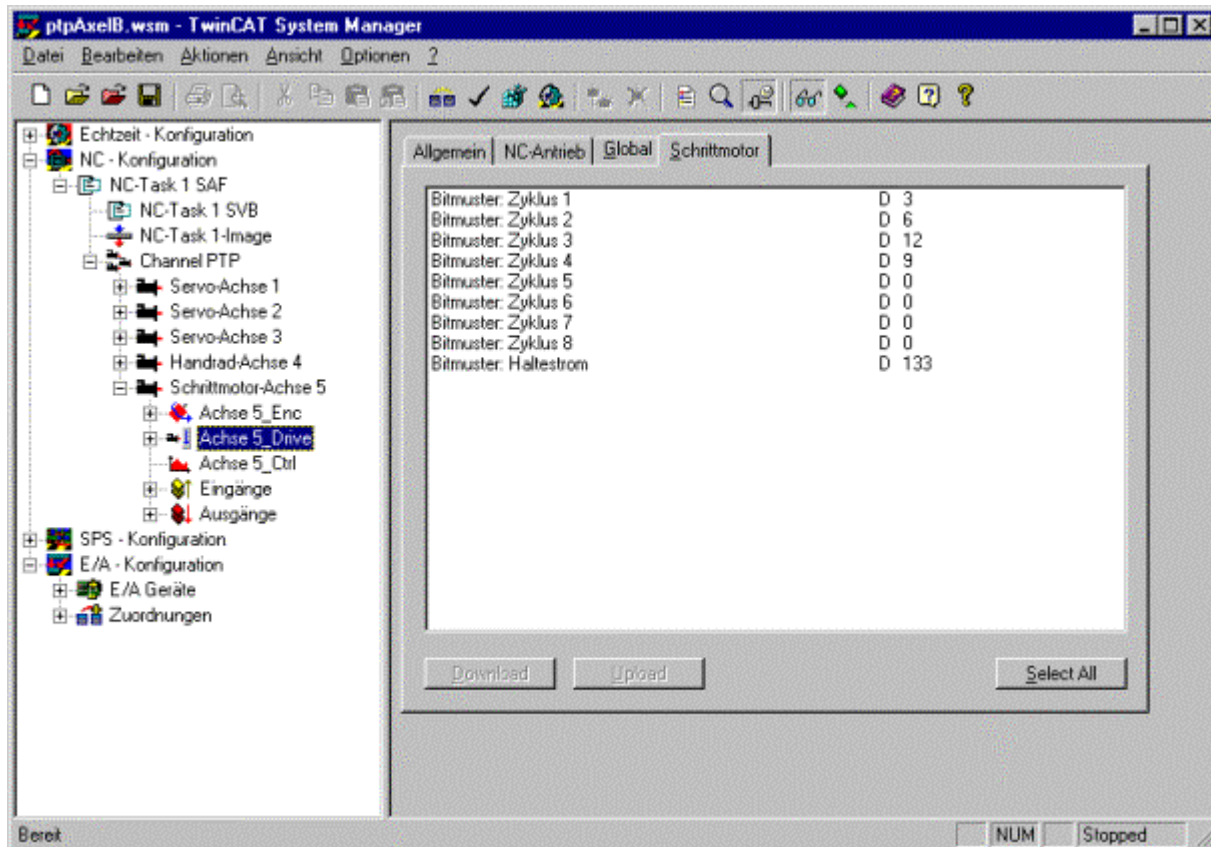 ptpAxelB.wsm - TwinCAT System Manager
Datei Bearbeiten Aktionen Ansicht Optionen ?
Echtzeit - Konfiguration
NC - Konfiguration
NC-Task 1 SAF
NC-Task 1 SVB
NC-Task 1-Image
Channel PTP
Servo-Achse 1
Servo-Achse 2
Servo-Achse 3
Handrad-Achse 4
Schrittmotor-Achse 5
Achse 5_Enc
Achse 5_Drive
Achse 5_Ctrl
Eingänge
Ausgänge
SPS - Konfiguration
E/A - Konfiguration
E/A Geräte
Zuordnungen
Allgemein NC-Antrieb Global Schrittmotor
Bitmuster: Zyklus 1 D 3
Bitmuster: Zyklus 2 D 6
Bitmuster: Zyklus 3 D 12
Bitmuster: Zyklus 4 D 9
Bitmuster: Zyklus 5 D 0
Bitmuster: Zyklus 6 D 0
Bitmuster: Zyklus 7 D 0
Bitmuster: Zyklus 8 D 0
Bitmuster: Haltestrom D 133
Download Upload Select All
Bereit NUM Stopped